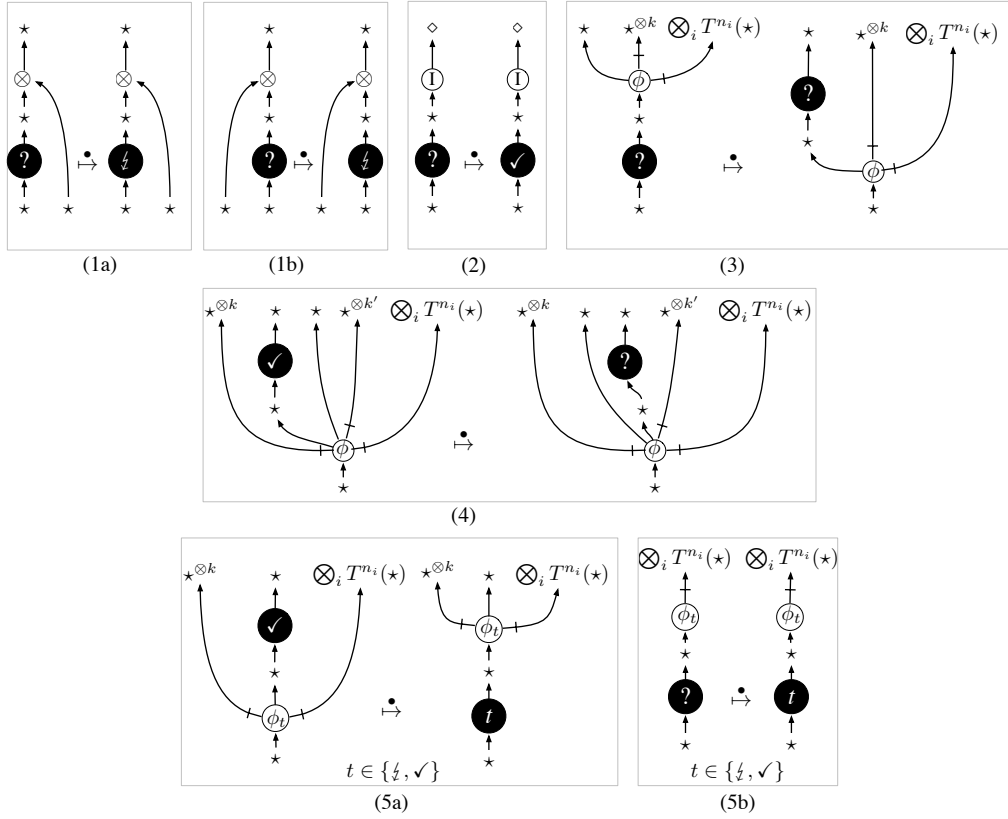 ⋆ ⋆
⊗ ⊗
⋆ ⋆
? ↦• ↯
⋆ ⋆ ⋆ ⋆
(1a)
⋆ ⋆
⊗ ⊗
⋆ ⋆
? ↦• ↯
⋆ ⋆ ⋆ ⋆
(1b)
◇ ◇
I I
⋆ ⋆
? ↦• ✓
⋆ ⋆
(2)
⋆ ⋆^{⊗k} ⊗_i T^{n_i}(⋆) ⋆ ⋆^{⊗k} ⊗_i T^{n_i}(⋆)
ϕ ?
⋆ ⋆
? ↦• ϕ
⋆ ⋆
(3)
⋆^{⊗k} ⋆ ⋆ ⋆^{⊗k′} ⊗_i T^{n_i}(⋆) ⋆^{⊗k} ⋆ ⋆ ⋆^{⊗k′} ⊗_i T^{n_i}(⋆)
✓ ?
⋆ ⋆
ϕ ↦• ϕ
⋆ ⋆
(4)
⋆^{⊗k} ⋆ ⊗_i T^{n_i}(⋆) ⋆^{⊗k} ⋆ ⊗_i T^{n_i}(⋆)
✓ ϕ_t
⋆ ⋆
ϕ_t ↦• t
⋆ ⋆
t ∈ {↯, ✓}
(5a)
⊗_i T^{n_i}(⋆) ⊗_i T^{n_i}(⋆)
ϕ_t ϕ_t
⋆ ⋆
? ↦• t
⋆ ⋆
t ∈ {↯, ✓}
(5b)